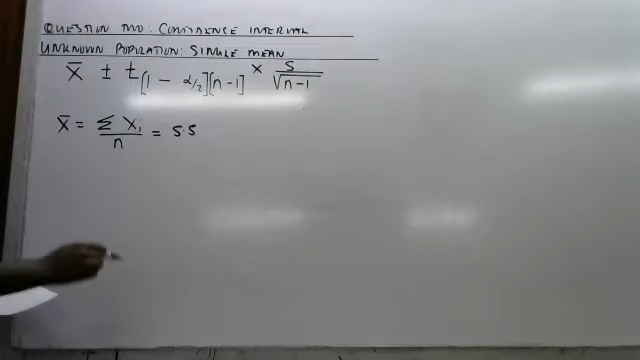 QUESTION TWO: CONFIDENCE INTERVAL
UNKNOWN POPULATION: SINGLE MEAN
x̄ ± t[1 - α/2][n-1] × s/√n-1
x̄ = Σxi/n = 5.5